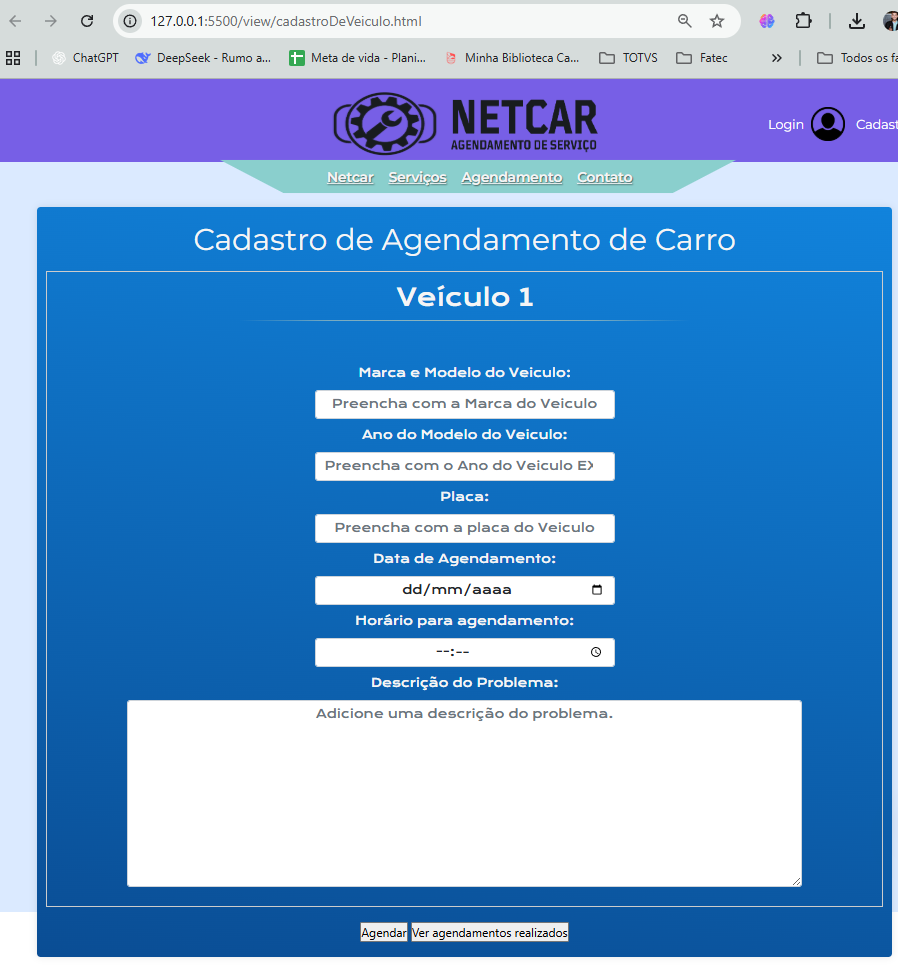 127.0.0.1:5500/view/cadastroDeVeiculo.html
ChatGPT DeepSeek - Rumo a... Meta de vida - Plani... Minha Biblioteca Ca... TOTVS Fatec » Todos os fa
NETCAR
AGENDAMENTO DE SERVIÇO
Login Cadast
Netcar Serviços Agendamento Contato
Cadastro de Agendamento de Carro
Veículo 1
Marca e Modelo do Veiculo:
Preencha com a Marca do Veiculo
Ano do Modelo do Veiculo:
Preencha com o Ano do Veiculo EX
Placa:
Preencha com a placa do Veiculo
Data de Agendamento:
dd/mm/aaaa
Horário para agendamento:
--:--
Descrição do Problema:
Adicione uma descrição do problema.
Agendar Ver agendamentos realizados